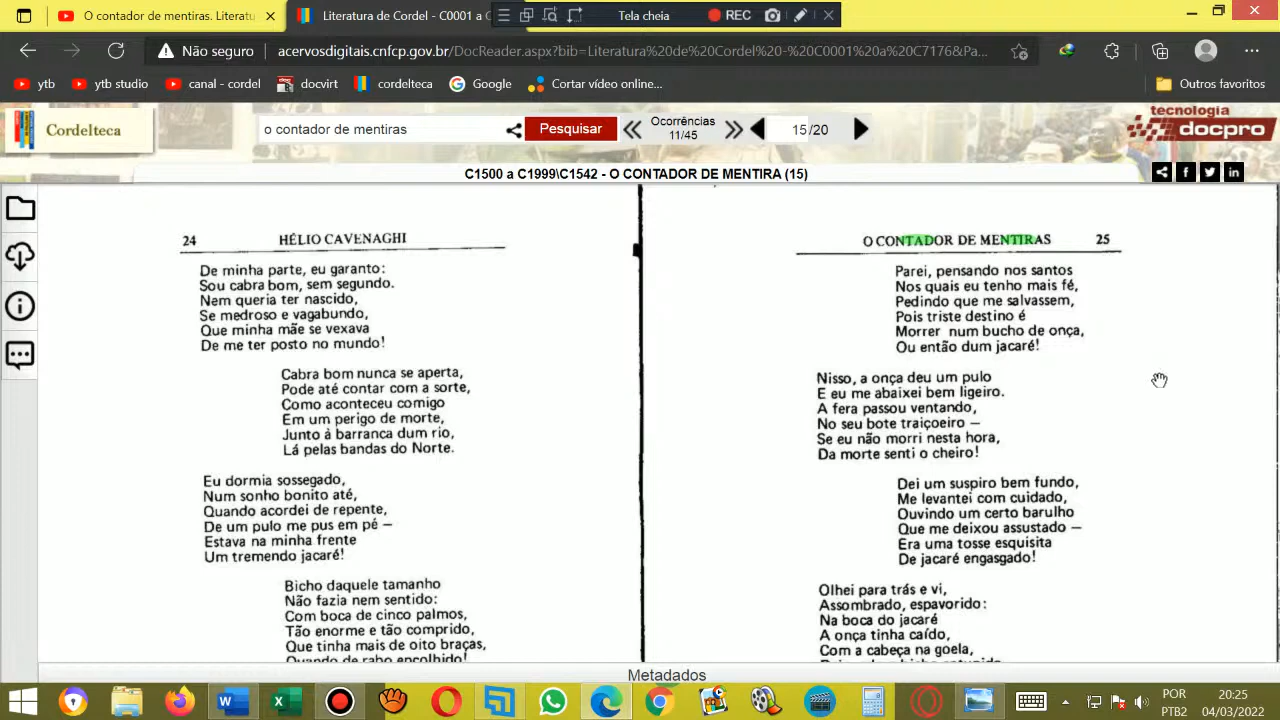 O contador de mentiras. Literatu
Literatura de Cordel - C0001 a C
Tela cheia
REC
Não seguro
acervosdigitais.cnfcp.gov.br/DocReader.aspx?bib=Literatura%20de%20Cordel%20-%20C0001%20a%20C7176&Pa...
ytb
ytb studio
canal - cordel
docvirt
cordelteca
Google
Cortar vídeo online...
Outros favoritos
Cordelteca
o contador de mentiras
Pesquisar
Ocorrências
11/45
15/20
tecnologia
docpro
C1500 a C1999\C1542 - O CONTADOR DE MENTIRA (15)
24 HÉLIO CAVENAGHI
De minha parte, eu garanto:
Sou cabra bom, sem segundo.
Nem queria ter nascido,
Se medroso e vagabundo,
Que minha mãe se vexava
De me ter posto no mundo!
Cabra bom nunca se aperta,
Pode até contar com a sorte,
Como aconteceu comigo
Em um perigo de morte,
Junto à barranca dum rio,
Lá pelas bandas do Norte.
Eu dormia sossegado,
Num sonho bonito até,
Quando acordei de repente,
De um pulo me pus em pé —
Estava na minha frente
Um tremendo jacaré!
Bicho daquele tamanho
Não fazia nem sentido:
Com boca de cinco palmos,
Tão enorme e tão comprido,
Que tinha mais de oito braças,
Quando de rabo encolhido!
O CONTADOR DE MENTIRAS 25
Parei, pensando nos santos
Nos quais eu tenho mais fé,
Pedindo que me salvassem,
Pois triste destino é
Morrer num bucho de onça,
Ou então dum jacaré!
Nisso, a onça deu um pulo
E eu me abaixei bem ligeiro.
A fera passou ventando,
No seu bote traiçoeiro —
Se eu não morri nesta hora,
Da morte senti o cheiro!
Dei um suspiro bem fundo,
Me levantei com cuidado,
Ouvindo um certo barulho
Que me deixou assustado —
Era uma tosse esquisita
De jacaré engasgado!
Olhei para trás e vi,
Assombrado, espavorido:
Na boca do jacaré
A onça tinha caído,
Com a cabeça na goela,
Metadados
POR
PTB2
20:25
04/03/2022